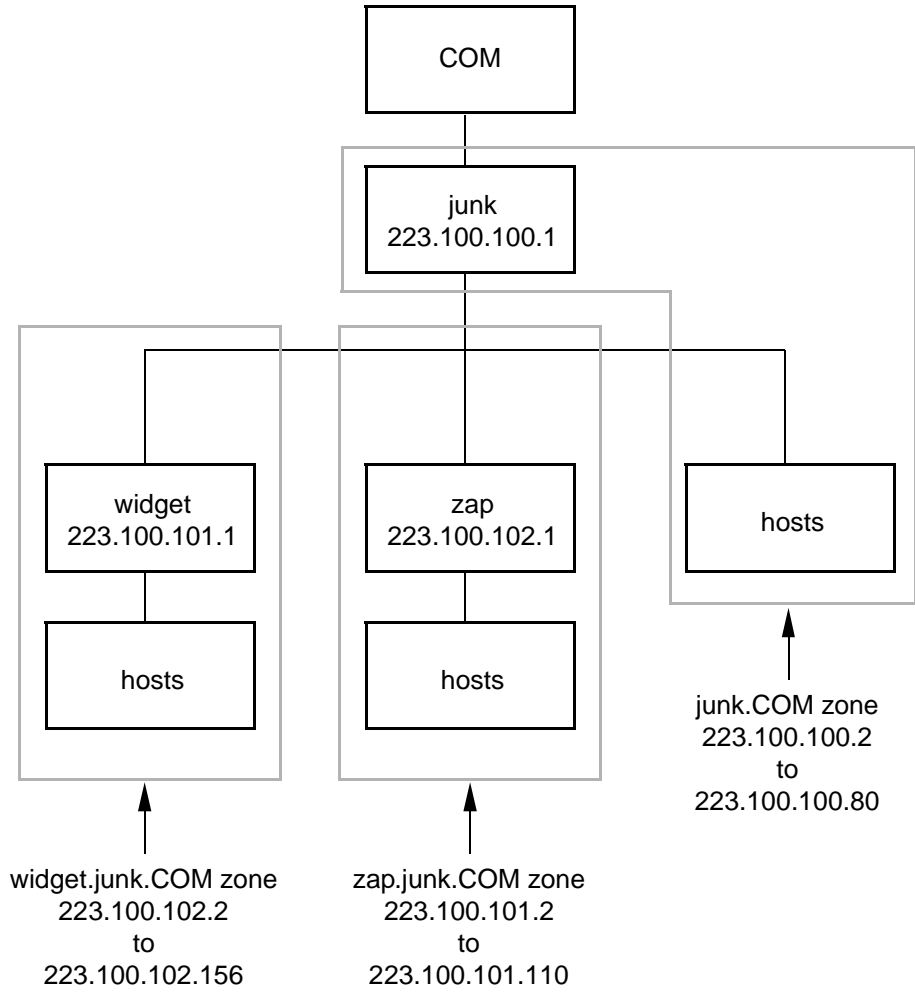 COM
junk
223.100.100.1
widget
223.100.101.1
zap
223.100.102.1
hosts
hosts
hosts
junk.COM zone
223.100.100.2
to
223.100.100.80
widget.junk.COM zone
223.100.102.2
to
223.100.102.156
zap.junk.COM zone
223.100.101.2
to
223.100.101.110